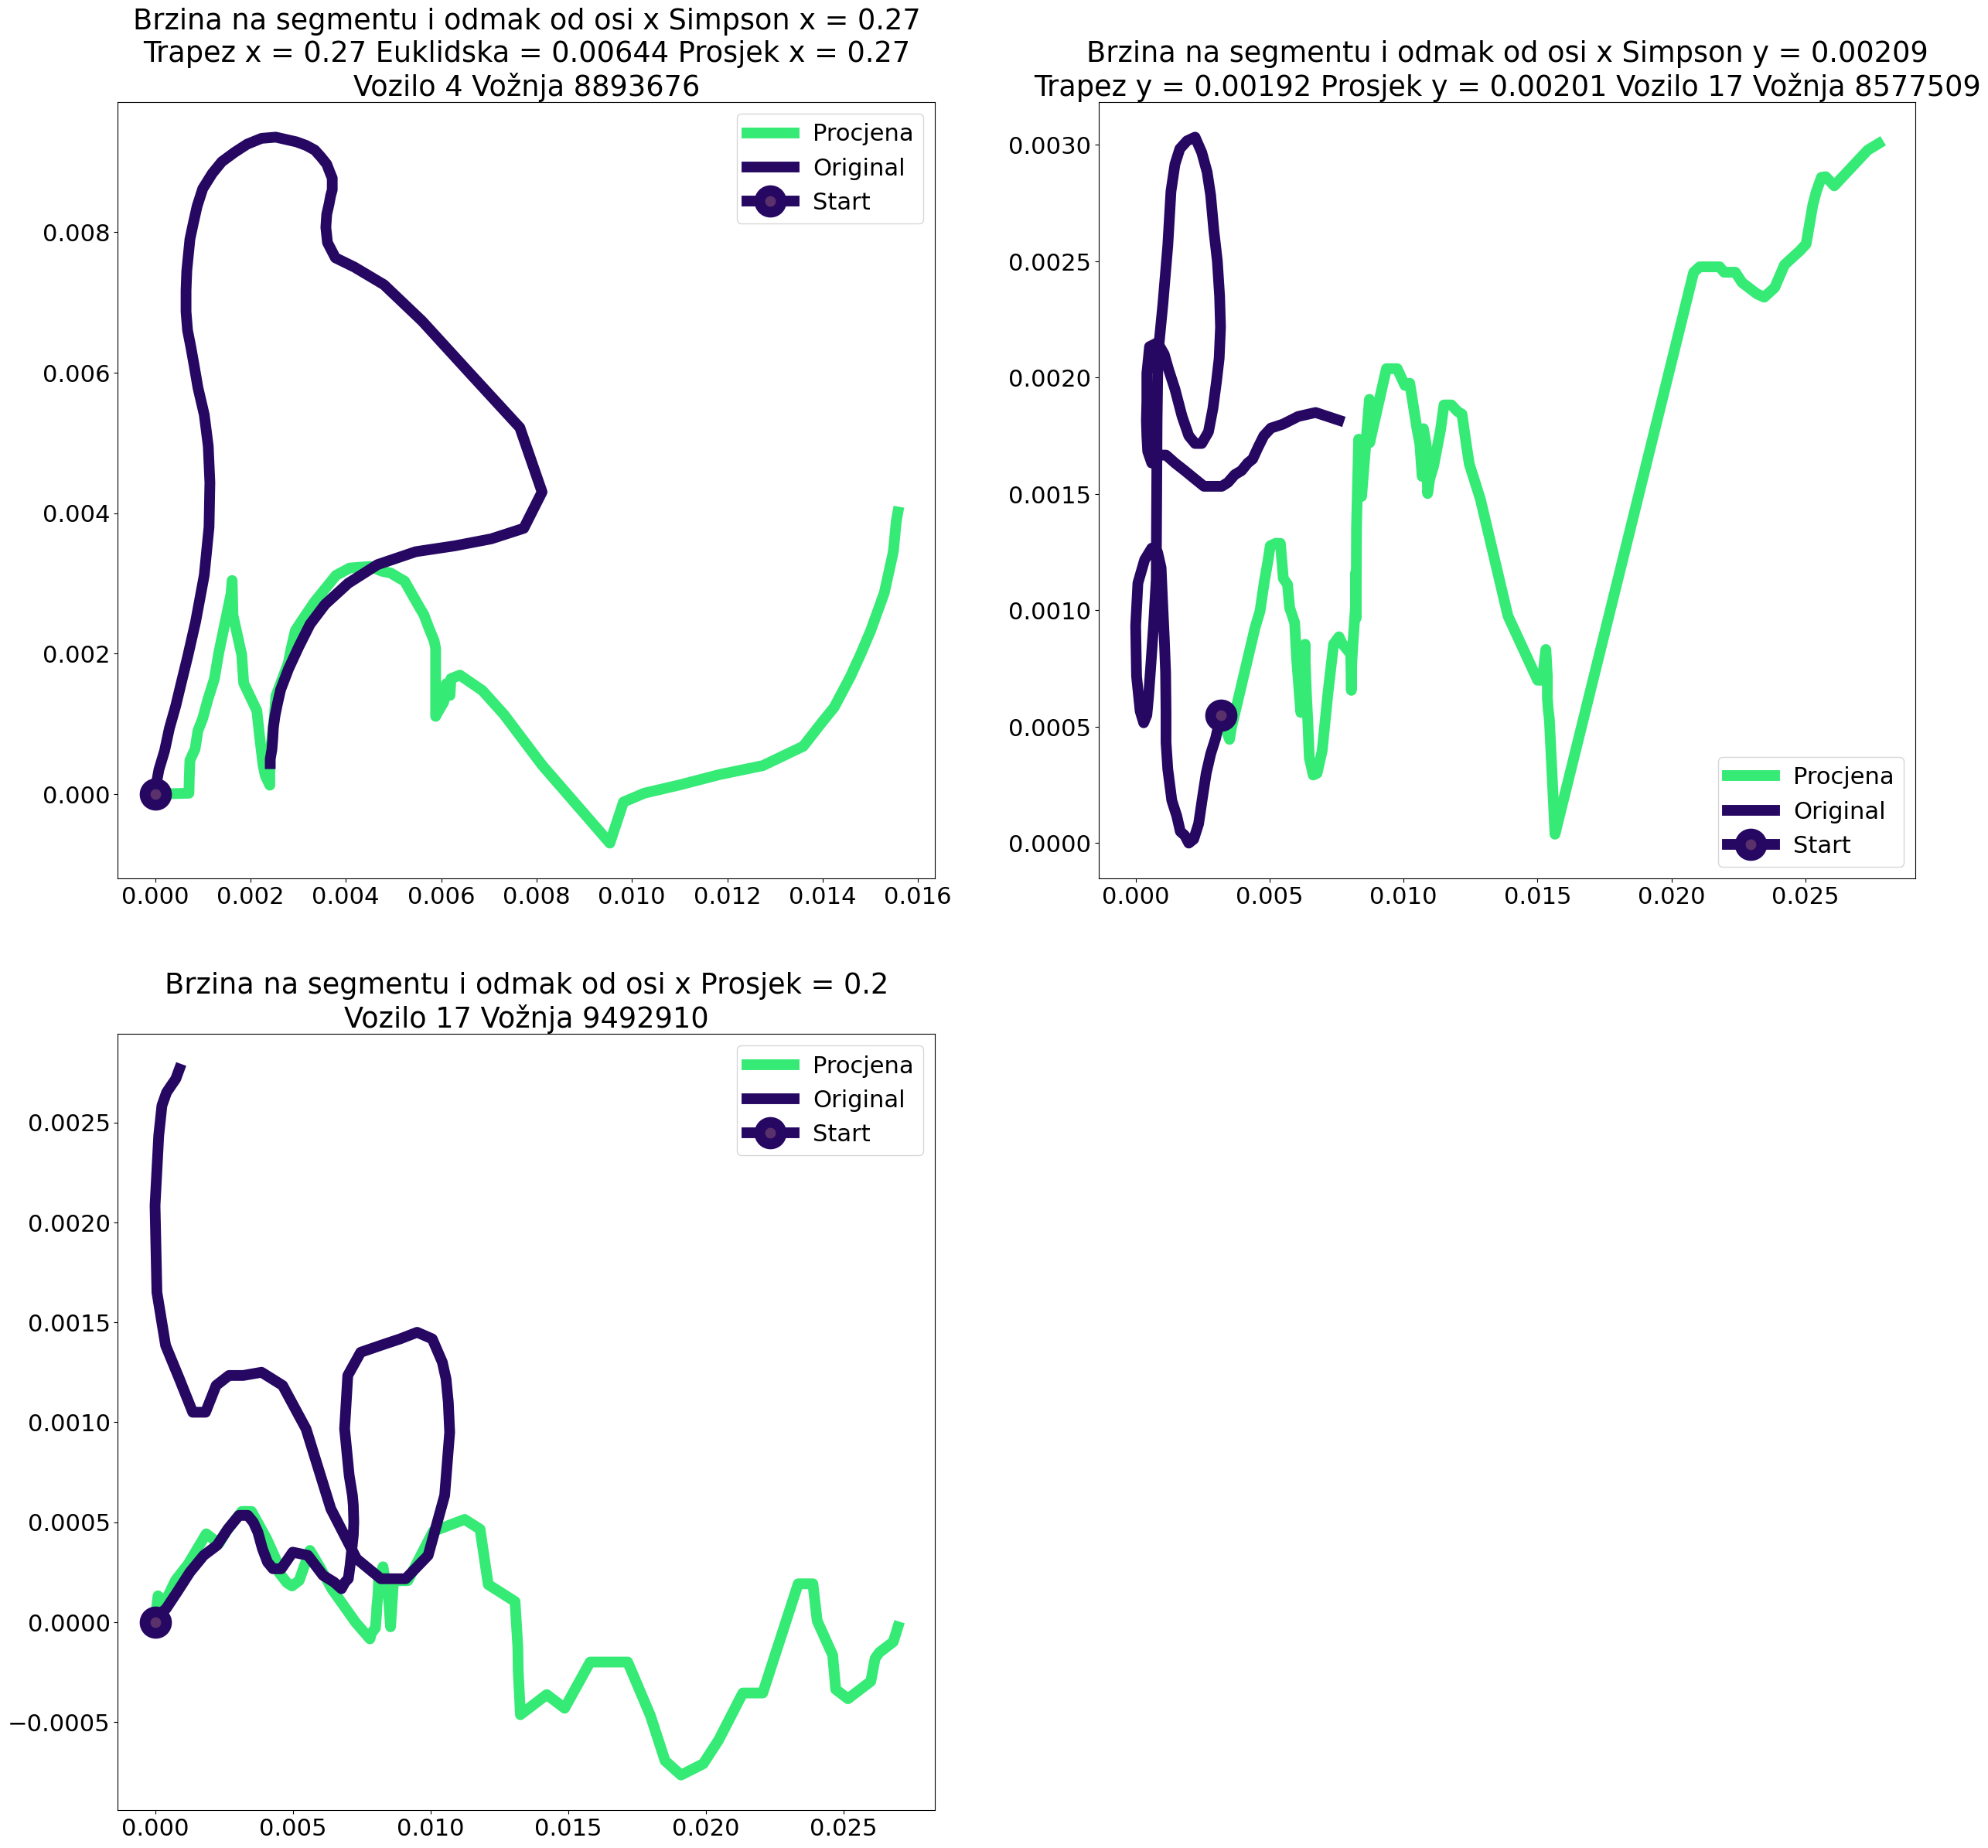 Brzina na segmentu i odmak od osi x Simpson x = 0.27
Trapez x = 0.27 Euklidska = 0.00644 Prosjek x = 0.27
Vozilo 4 Vožnja 8893676
Procjena
Original
Start
0.008
0.006
0.004
0.002
0.000
0.000 0.002 0.004 0.006 0.008 0.010 0.012 0.014 0.016
Brzina na segmentu i odmak od osi x Simpson y = 0.00209
Trapez y = 0.00192 Prosjek y = 0.00201 Vozilo 17 Vožnja 8577509
0.0030
0.0025
0.0020
0.0015
0.0010
0.0005
0.0000
Procjena
Original
Start
0.000 0.005 0.010 0.015 0.020 0.025
Brzina na segmentu i odmak od osi x Prosjek = 0.2
Vozilo 17 Vožnja 9492910
Procjena
Original
Start
0.0025
0.0020
0.0015
0.0010
0.0005
0.0000
−0.0005
0.000 0.005 0.010 0.015 0.020 0.025